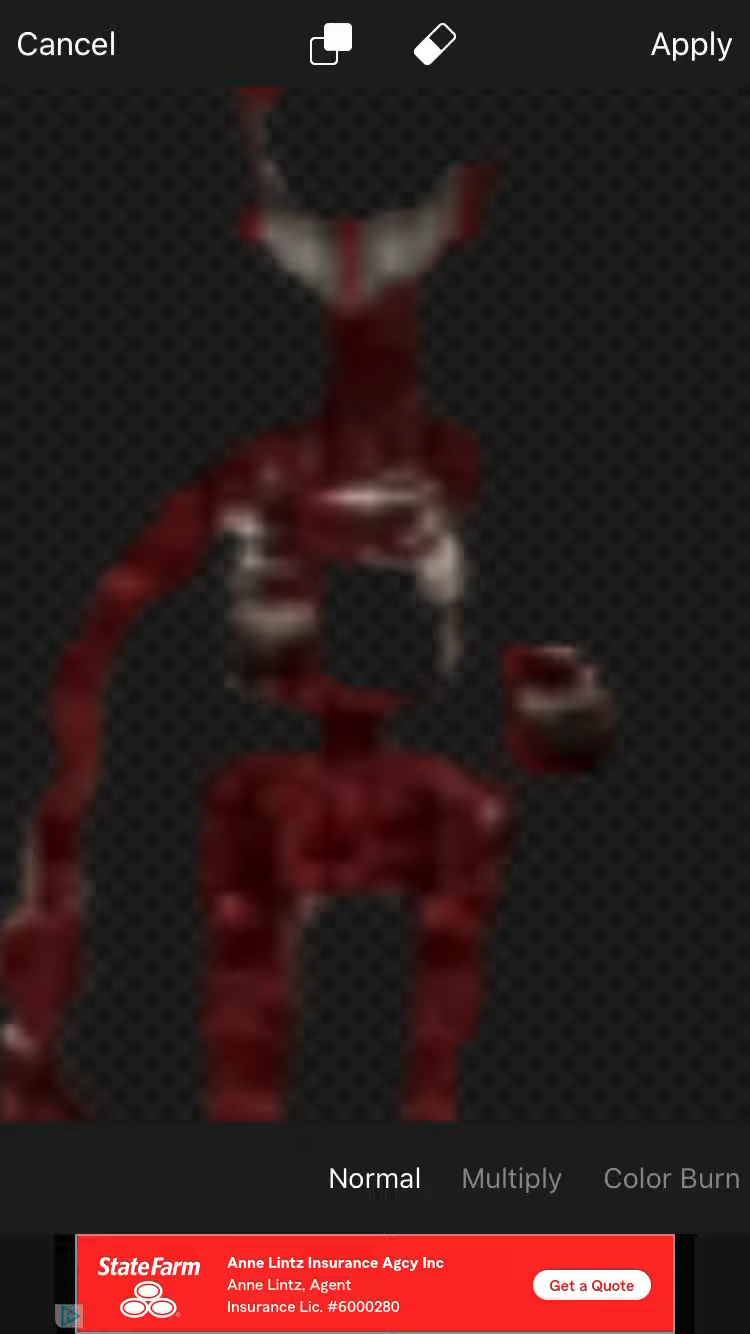 Cancel
Apply
Normal
Multiply
Color Burn
StateFarm
Anne Lintz Insurance Agcy Inc
Anne Lintz, Agent
Insurance Lic. #6000280
Get a Quote